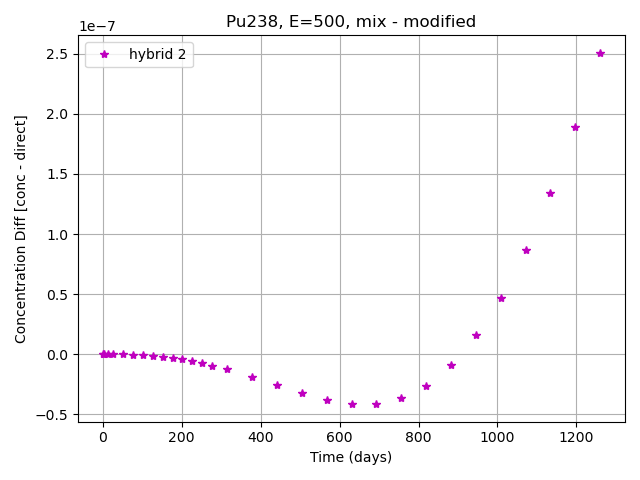 Pu238, E=500, mix - modified
1e−7
hybrid 2
2.5
2.0
1.5
1.0
0.5
0.0
−0.5
Concentration Diff [conc - direct]
0 200 400 600 800 1000 1200
Time (days)